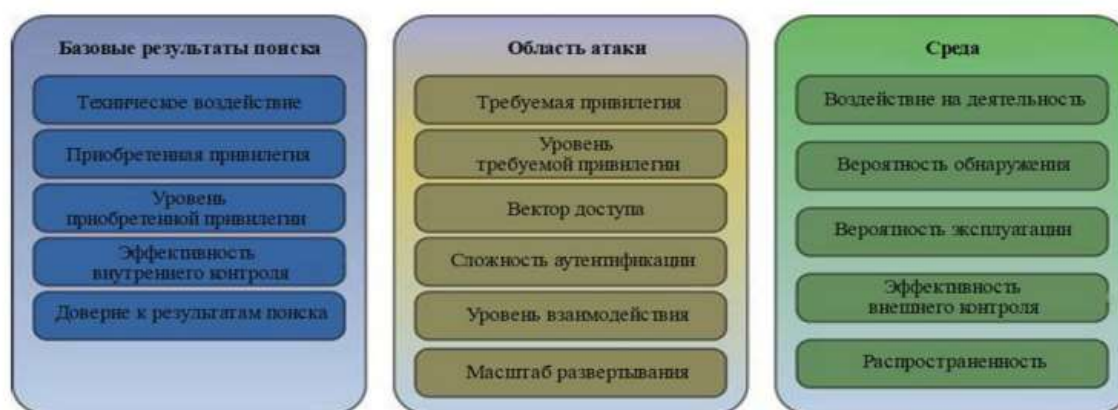 Базовые результаты поиска
Техническое воздействие
Приобретенная привилегия
Уровень
приобретенной привилегии
Эффективность
внутреннего контроля
Доверие к результатам поиска
Область атаки
Требуемая привилегия
Уровень
требуемой привилегии
Вектор доступа
Сложность аутентификации
Уровень взаимодействия
Масштаб развертывания
Среда
Воздействие на деятельность
Вероятность обнаружения
Вероятность эксплуатации
Эффективность
внешнего контроля
Распространенность